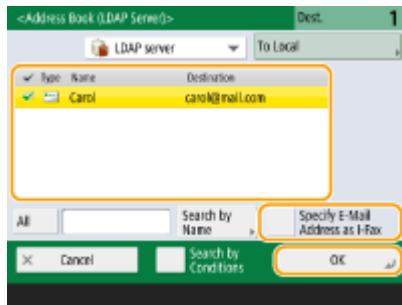 <Address Book (LDAP Server)> Dest. 1
LDAP server To Local
Type Name Destination
Carol carol@mail.com
All Search by Name Specify E-Mail Address as I-Fax
Cancel Search by Conditions OK